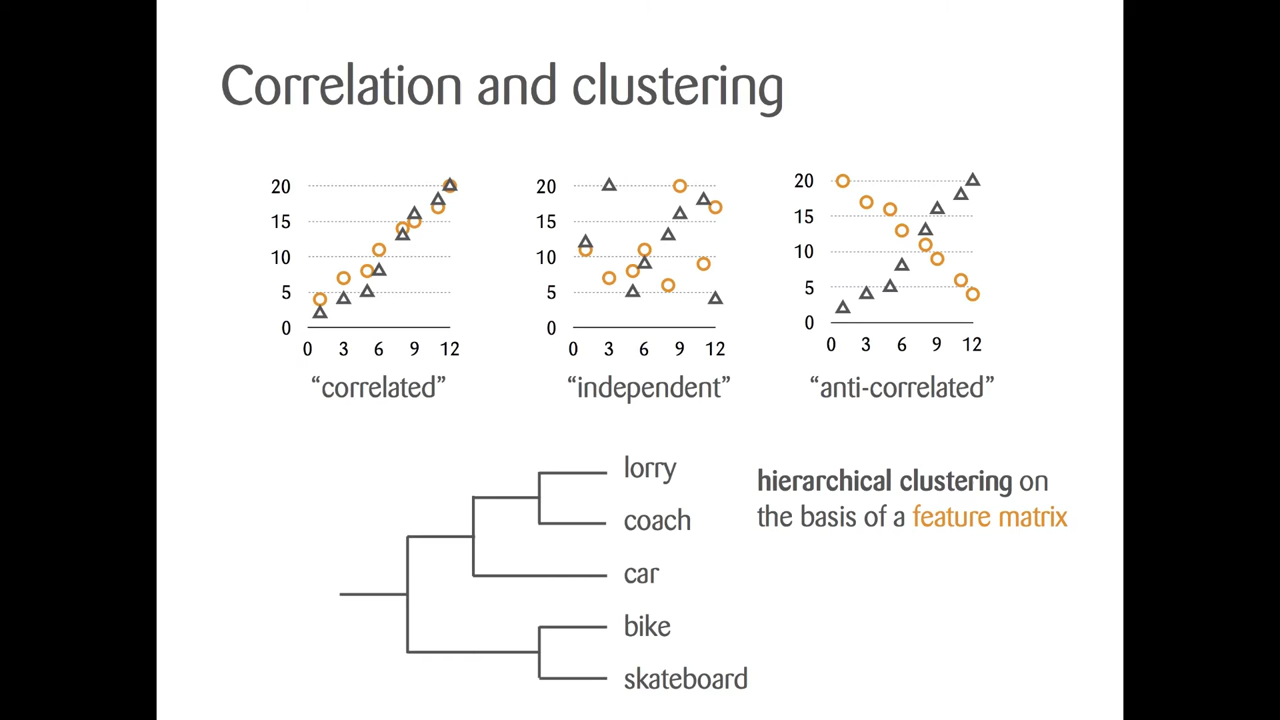 Correlation and clustering
20
15
10
5
0
0 3 6 9 12
“correlated”
20
15
10
5
0
0 3 6 9 12
“independent”
20
15
10
5
0
0 3 6 9 12
“anti-correlated”
lorry
coach
car
bike
skateboard
hierarchical clustering on
the basis of a feature matrix